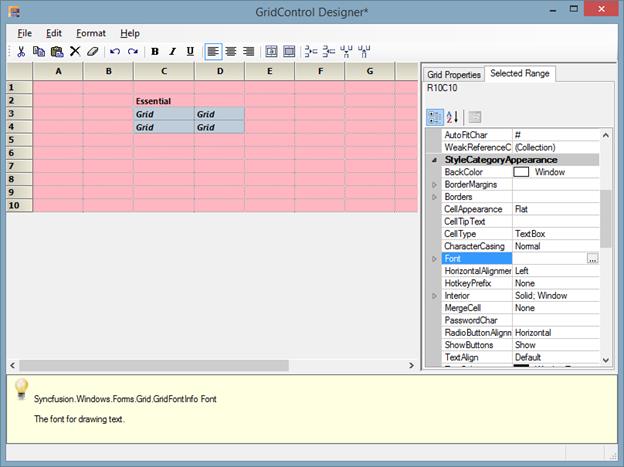 GridControl Designer*
File Edit Format Help
B I U
A B C D E F G
1
2 Essential
3 Grid Grid
4 Grid Grid
5
6
7
8
9
10
Grid Properties Selected Range
R10C10
AutoFitChar #
WeakReferenceC (Collection)
StyleCategoryAppearance
BackColor Window
BorderMargins
Borders
CellAppearance Flat
CellTipText
CellType TextBox
CharacterCasing Normal
Font ...
HorizontalAlignmer Left
HotkeyPrefix None
Interior Solid; Window
MergeCell None
PasswordChar
RadioButtonAlignn Horizontal
ShowButtons Show
TextAlign Default
Syncfusion.Windows.Forms.Grid.GridFontInfo Font
The font for drawing text.